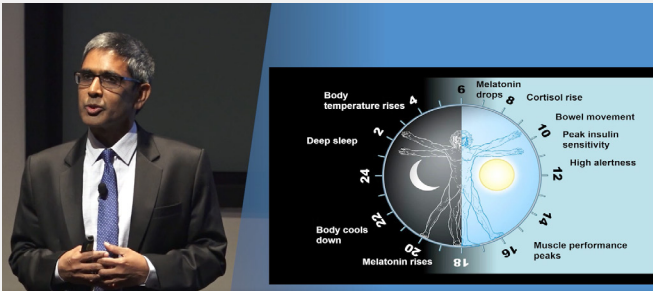 6
Melatonin
drops
8
Cortisol rise
Body
temperature rises
4
Bowel movement
10
Peak insulin
sensitivity
2
Deep sleep
High alertness
24
12
22
14
Body cools
down
20
Melatonin rises
18
16
Muscle performance
peaks